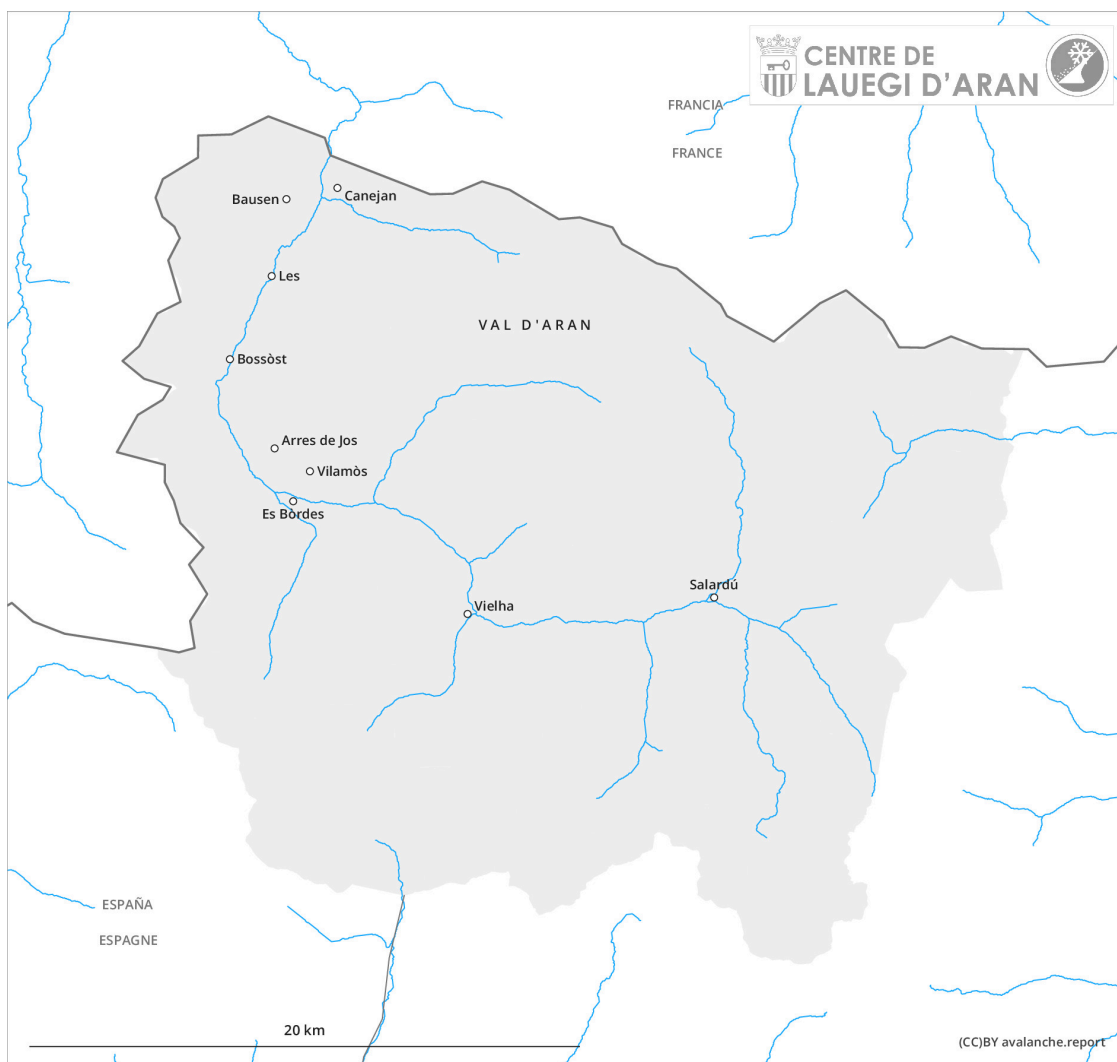 CENTRE DE
LAUEGI D'ARAN
FRANCIA
FRANCE
Canejan
Bausen
Les
VAL D'ARAN
Bossòst
Arres de Jos
Vilamòs
Es Bòrdes
Salardú
Vielha
ESPAÑA
ESPAGNE
20 km
(CC)BY avalanche.report